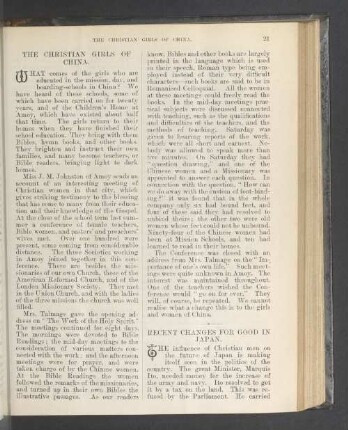 THE CHRISTIAN GIRLS OF CHINA.
21
THE CHRISTIAN GIRLS OF
CHINA.
WHAT comes of the girls who are
educated in the mission, day, and
boarding-schools in China? We
have heard of these schools, some of
which have been carried on for twenty
years, and of the Children's Home at
Amoy, which have existed about half
that time. The girls return to their
homes when they have finished their
school education. They bring with them
Bibles, hymn books, and other books.
They brighten and instruct their own
families, and many become teachers, or
Bible readers, bringing light to dark
homes.
Miss J. M. Johnston of Amoy sends an
account of an interesting meeting of
Christian women in that city, which
gives striking testimony to the blessing
that has come to many from their educa-
tion and their knowledge of the Gospel.
At the close of the school term last sum-
mer a conference of female teachers,
Bible women, and pastors' and preachers'
wives met. Over one hundred were
present, some coming from considerable
distances. The three Societies working
in Amoy joined together in this con-
ference. These are besides the mis-
sionaries of our own Church, those of the
American Reformed Church, and of the
London Missionary Society. They met
in the Union Church, and with the ladies
of the three missions the church was well
filled.
Mrs. Talmage gave the opening ad-
dress on "The Work of the Holy Spirit."
The meetings continued for eight days.
The mornings were devoted to Bible
Readings; the mid-day meetings to the
consideration of various matters con-
nected with the work; and the afternoon
meetings were for prayer, and were
taken charge of by the Chinese women.
At the Bible Readings the women
followed the remarks of the missionaries,
and turned up in their own Bibles the
illustrative passages. As our readers
know, Bibles and other books are largely
printed in the language which is used
in their speech, Roman type being em-
ployed instead of their very difficult
characters—such books are said to be in
Romanised Colloquial. All the women
at these meetings could freely read the
books. In the mid-day meetings prac-
tical subjects were discussed connected
with teaching, such as the qualifications
and difficulties of the teachers, and the
methods of teaching. Saturday was
given to hearing reports of the work,
which were all short and earnest. No-
body was allowed to speak more than
two minutes. On Saturday they had
"question drawing," and one of the
Chinese women and a Missionary was
appointed to answer each question. In
connection with the question, "How can
we do away with the custom of foot-bind-
ing?" it was found that in the whole
company only six had bound feet, and
four of these said they had resolved to
unbind theirs; the other two were old
women whose feet could not be unbound.
Ninety-four of the Chinese women had
been at Mission Schools, and ten had
learned to read in their homes.
The Conference was closed with an
address from Mrs. Talmage on the "Im-
portance of one's own life." Such meet-
ings were quite unknown in Amoy. The
interest was maintained throughout.
One of the teachers wished the Con-
ference would "go on for ever." They
will, of course, be repeated. We cannot
realise what a change this is to the girls
and women of China.
RECENT CHANGES FOR GOOD IN
JAPAN.
THE influence of Christian men on
the future of Japan is making
itself seen in the politics of the
country. The great Minister, Marquis
Ito, needed money for the increase of
the army and navy. He resolved to get
it by a tax on the land. This was re-
fused by the Parliament. He carried